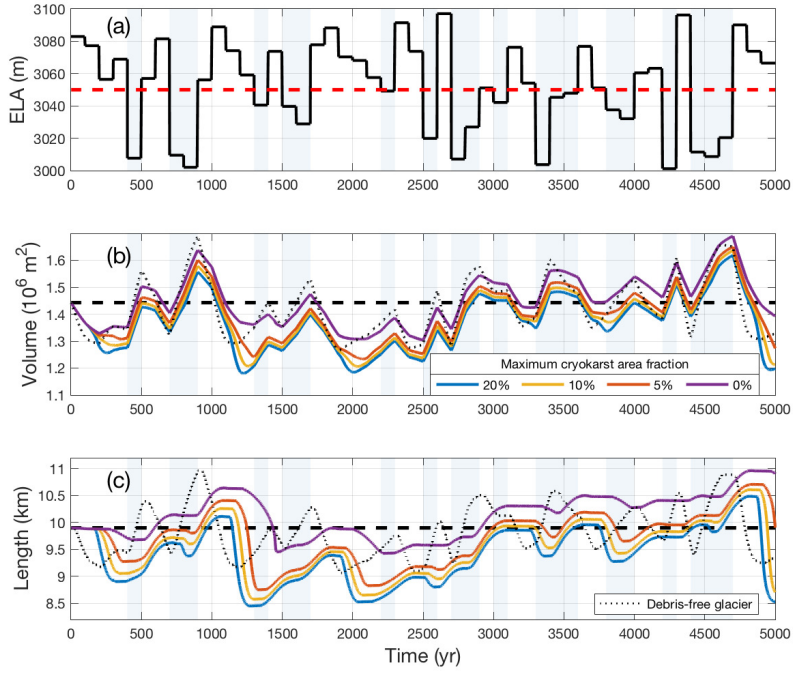 3100
(a)
3080
3060
3040
3020
3000
ELA (m)
0 500 1000 1500 2000 2500 3000 3500 4000 4500 5000
(b)
1.6
1.5
1.4
1.3
1.2
1.1
Volume (10⁶ m²)
Maximum cryokarst area fraction
20% 10% 5% 0%
0 500 1000 1500 2000 2500 3000 3500 4000 4500 5000
(c)
11
10.5
10
9.5
9
8.5
Length (km)
Debris-free glacier
0 500 1000 1500 2000 2500 3000 3500 4000 4500 5000
Time (yr)